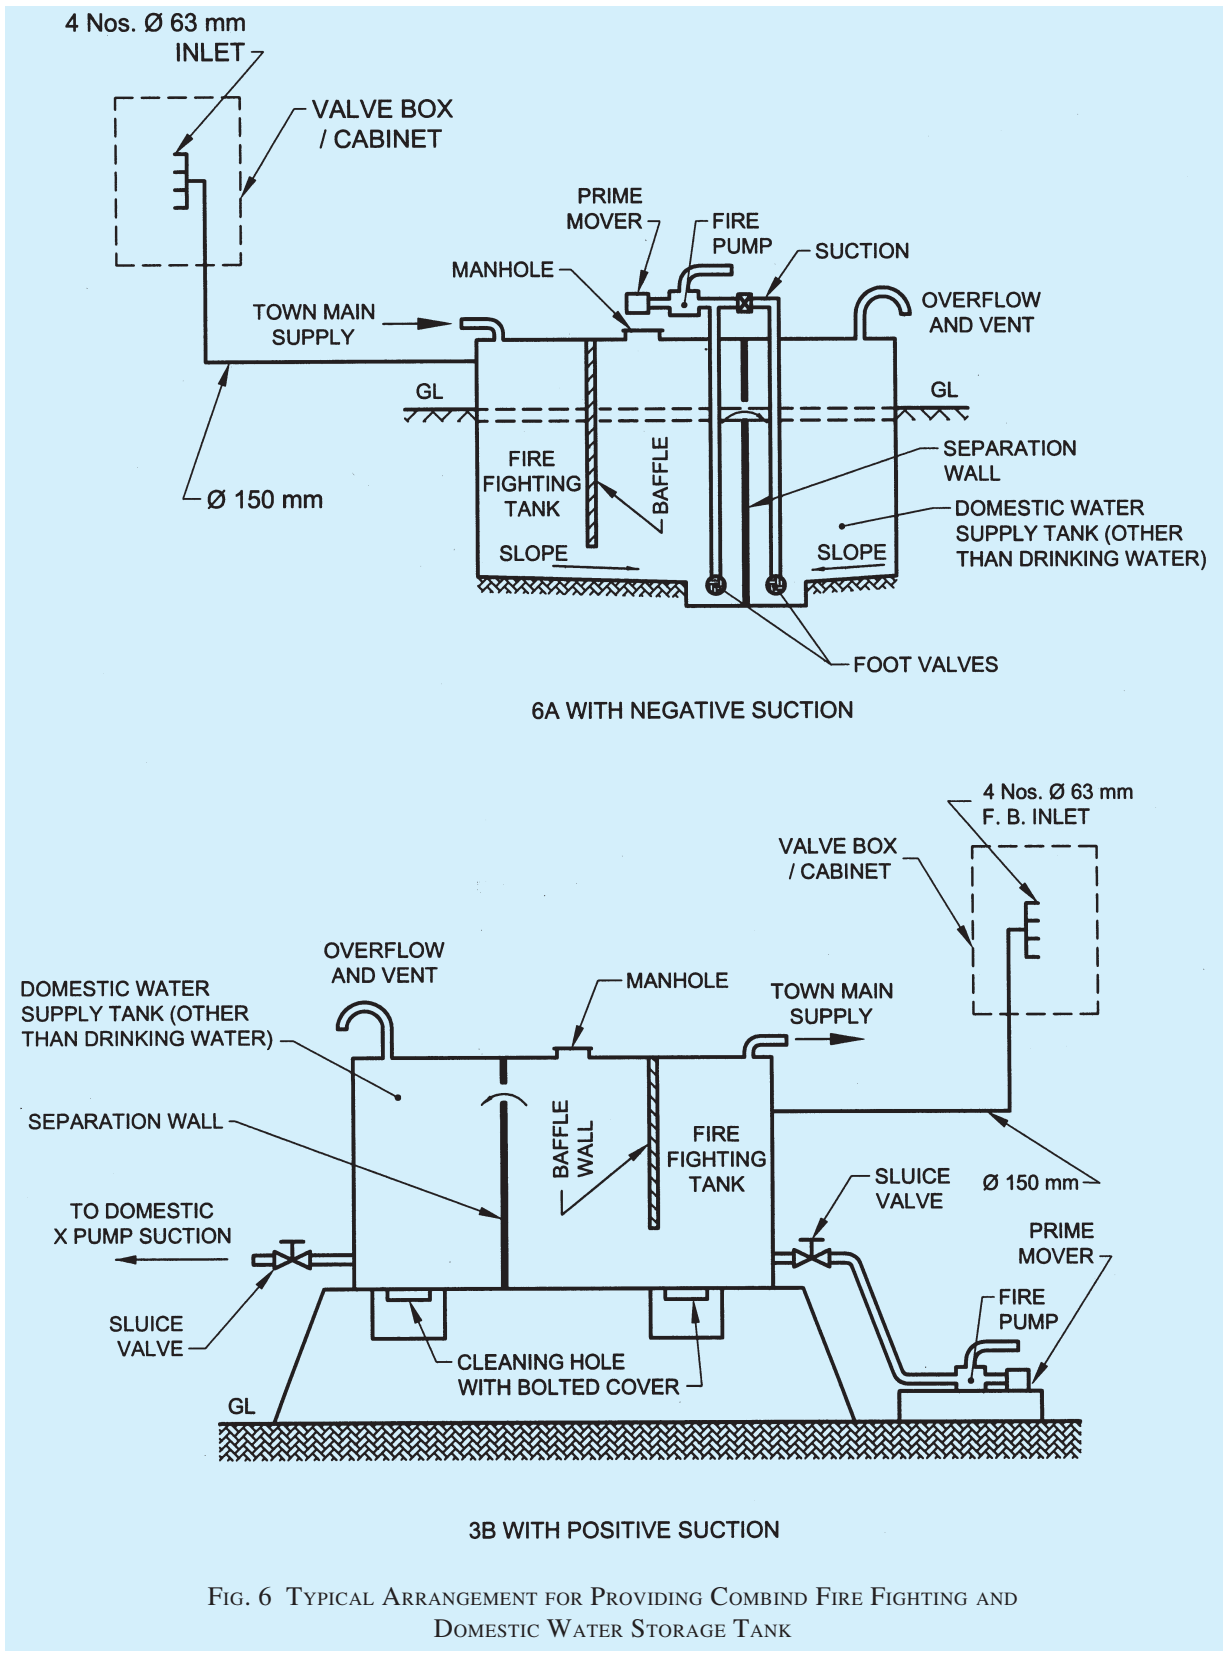 4 Nos. Ø 63 mm
INLET
VALVE BOX
/ CABINET
PRIME
MOVER
FIRE
PUMP
SUCTION
MANHOLE
OVERFLOW
AND VENT
TOWN MAIN
SUPPLY
GL
GL
FIRE
FIGHTING
TANK
BAFFLE
SEPARATION
WALL
Ø 150 mm
DOMESTIC WATER
SUPPLY TANK (OTHER
THAN DRINKING WATER)
SLOPE
SLOPE
FOOT VALVES
6A WITH NEGATIVE SUCTION
4 Nos. Ø 63 mm
F. B. INLET
VALVE BOX
/ CABINET
OVERFLOW
AND VENT
MANHOLE
DOMESTIC WATER
SUPPLY TANK (OTHER
THAN DRINKING WATER)
TOWN MAIN
SUPPLY
SEPARATION WALL
BAFFLE
WALL
FIRE
FIGHTING
TANK
SLUICE
VALVE
Ø 150 mm
TO DOMESTIC
X PUMP SUCTION
PRIME
MOVER
FIRE
PUMP
SLUICE
VALVE
CLEANING HOLE
WITH BOLTED COVER
GL
3B WITH POSITIVE SUCTION
FIG. 6 TYPICAL ARRANGEMENT FOR PROVIDING COMBIND FIRE FIGHTING AND
DOMESTIC WATER STORAGE TANK